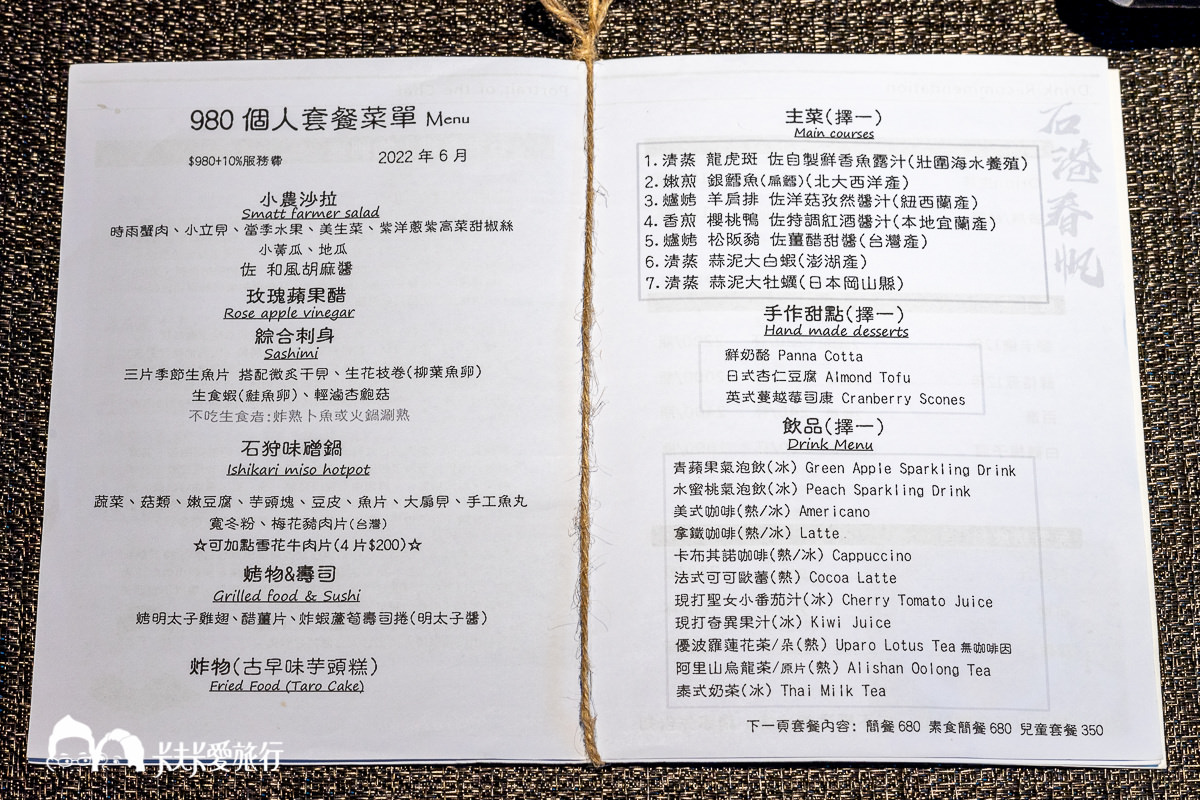 980 個人套餐菜單 Menu
$980+10%服務費
2022 年 6 月
小農沙拉
Smatt farmer salad
時雨蟹肉、小立貝、當季水果、美生菜、紫洋蔥紫高菜甜椒絲
小黃瓜、地瓜
佐 和風胡麻醬
玫瑰蘋果醋
Rose apple vinegar
綜合刺身
Sashimi
三片季節生魚片 搭配微炙干貝、生花枝卷(柳葉魚卵)
生食蝦(鮭魚卵)、輕滷杏鮑菇
不吃生食者:炸熟卜魚或火鍋涮熟
石狩味磳鍋
Ishikari miso hotpot
蔬菜、菇類、嫩豆腐、芋頭塊、豆皮、魚片、大扇貝、手工魚丸
寬冬粉、梅花豬肉片(台灣)
☆可加點雪花牛肉片(4 片$200)☆
烤物&壽司
Grilled food & Sushi
烤明太子雞翅、醋薑片、炸蝦蘆筍壽司捲(明太子醬)
炸物(古早味芋頭糕)
Fried Food (Taro Cake)
主菜(擇一)
Main courses
1. 清蒸 龍虎斑 佐自製鮮香魚露汁(壯圍海水養殖)
2. 嫩煎 銀鱈魚(扁鱈)(北大西洋產)
3. 爐烤 羊肩排 佐洋菇孜然醬汁(紐西蘭產)
4. 香煎 櫻桃鴨 佐特調紅酒醬汁(本地宜蘭產)
5. 爐烤 松阪豬 佐薑醋甜醬(台灣產)
6. 清蒸 蒜泥大白蝦(澎湖產)
7. 清蒸 蒜泥大牡蠣(日本岡山縣)
手作甜點(擇一)
Hand made desserts
鮮奶酪 Panna Cotta
日式杏仁豆腐 Almond Tofu
英式蔓越莓司康 Cranberry Scones
飲品(擇一)
Drink Menu
青蘋果氣泡飲(冰) Green Apple Sparkling Drink
水蜜桃氣泡飲(冰) Peach Sparkling Drink
美式咖啡(熱/冰) Americano
拿鐵咖啡(熱/冰) Latte
卡布其諾咖啡(熱/冰) Cappuccino
法式可可歐蕾(熱) Cocoa Latte
現打聖女小番茄汁(冰) Cherry Tomato Juice
現打奇異果汁(冰) Kiwi Juice
優波羅蓮花茶/朵(熱) Uparo Lotus Tea 無咖啡因
阿里山烏龍茶/原片(熱) Alishan Oolong Tea
泰式奶茶(冰) Thai Milk Tea
下一頁套餐內容: 簡餐 680 素食簡餐 680 兒童套餐 350
石港春帆
卡夫卡愛旅行